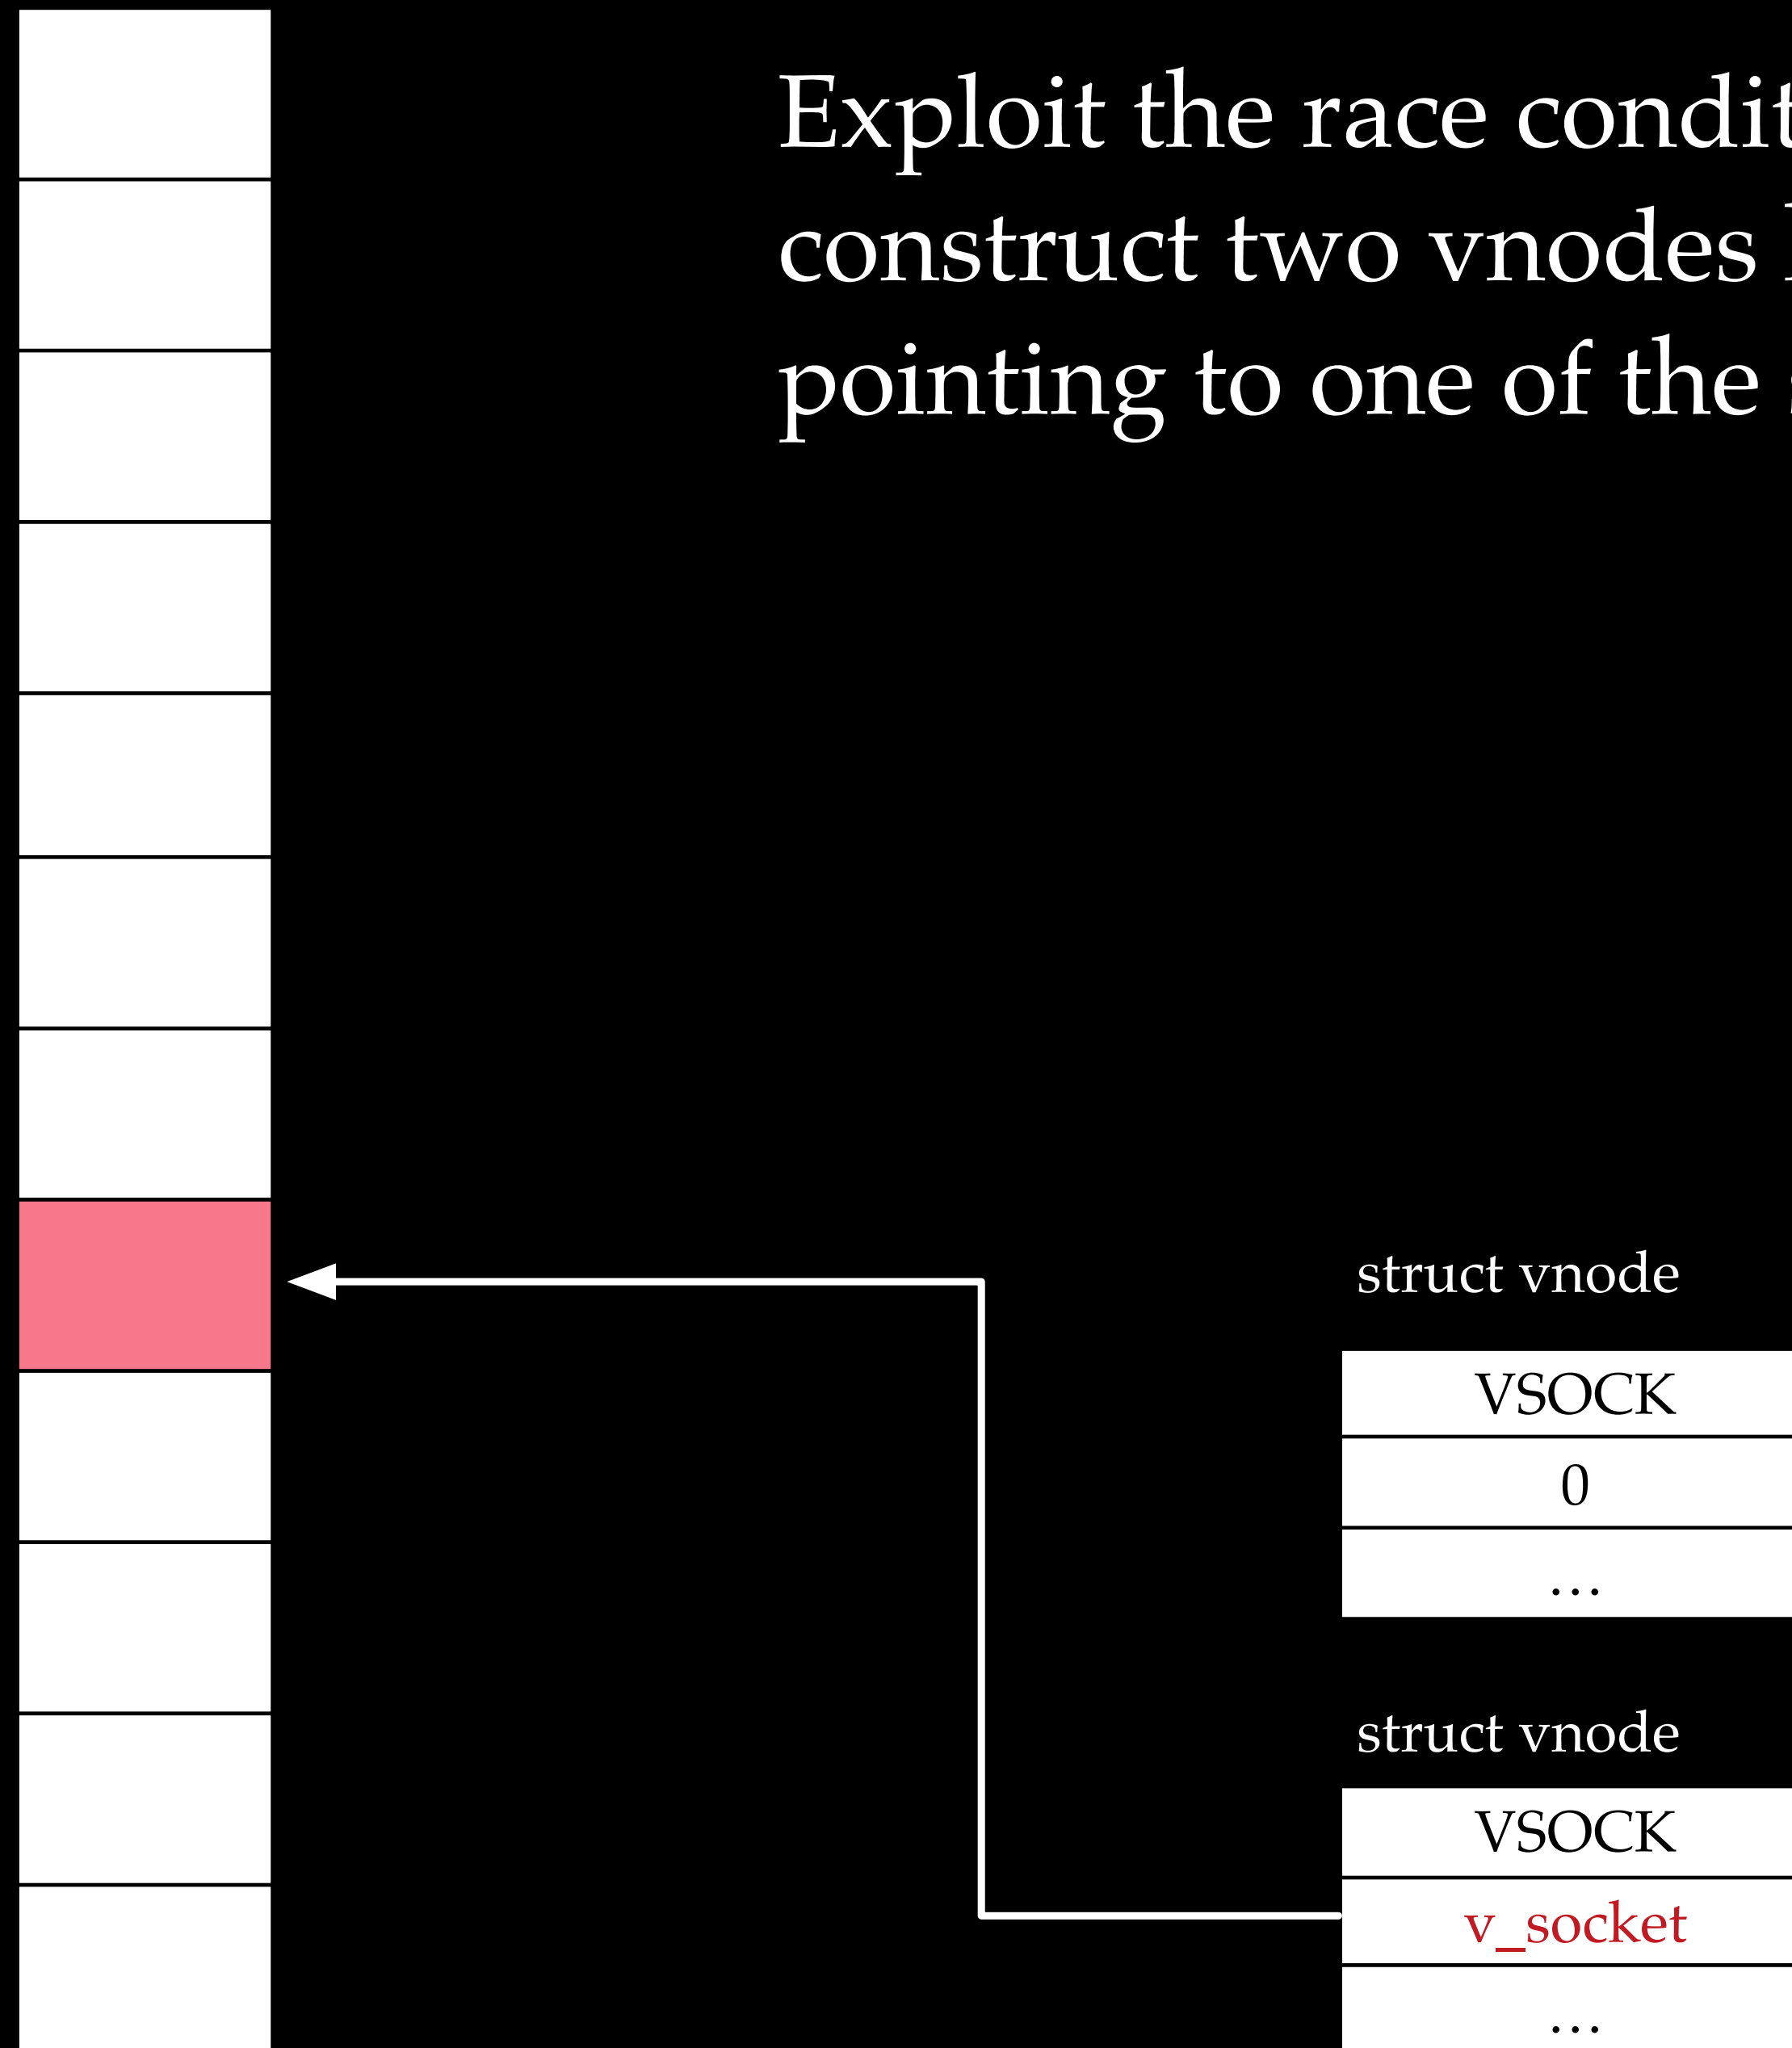 Exploit the race condit
construct two vnodes
pointing to one of the
struct vnode
VSOCK
0
...
struct vnode
VSOCK
v_socket
...